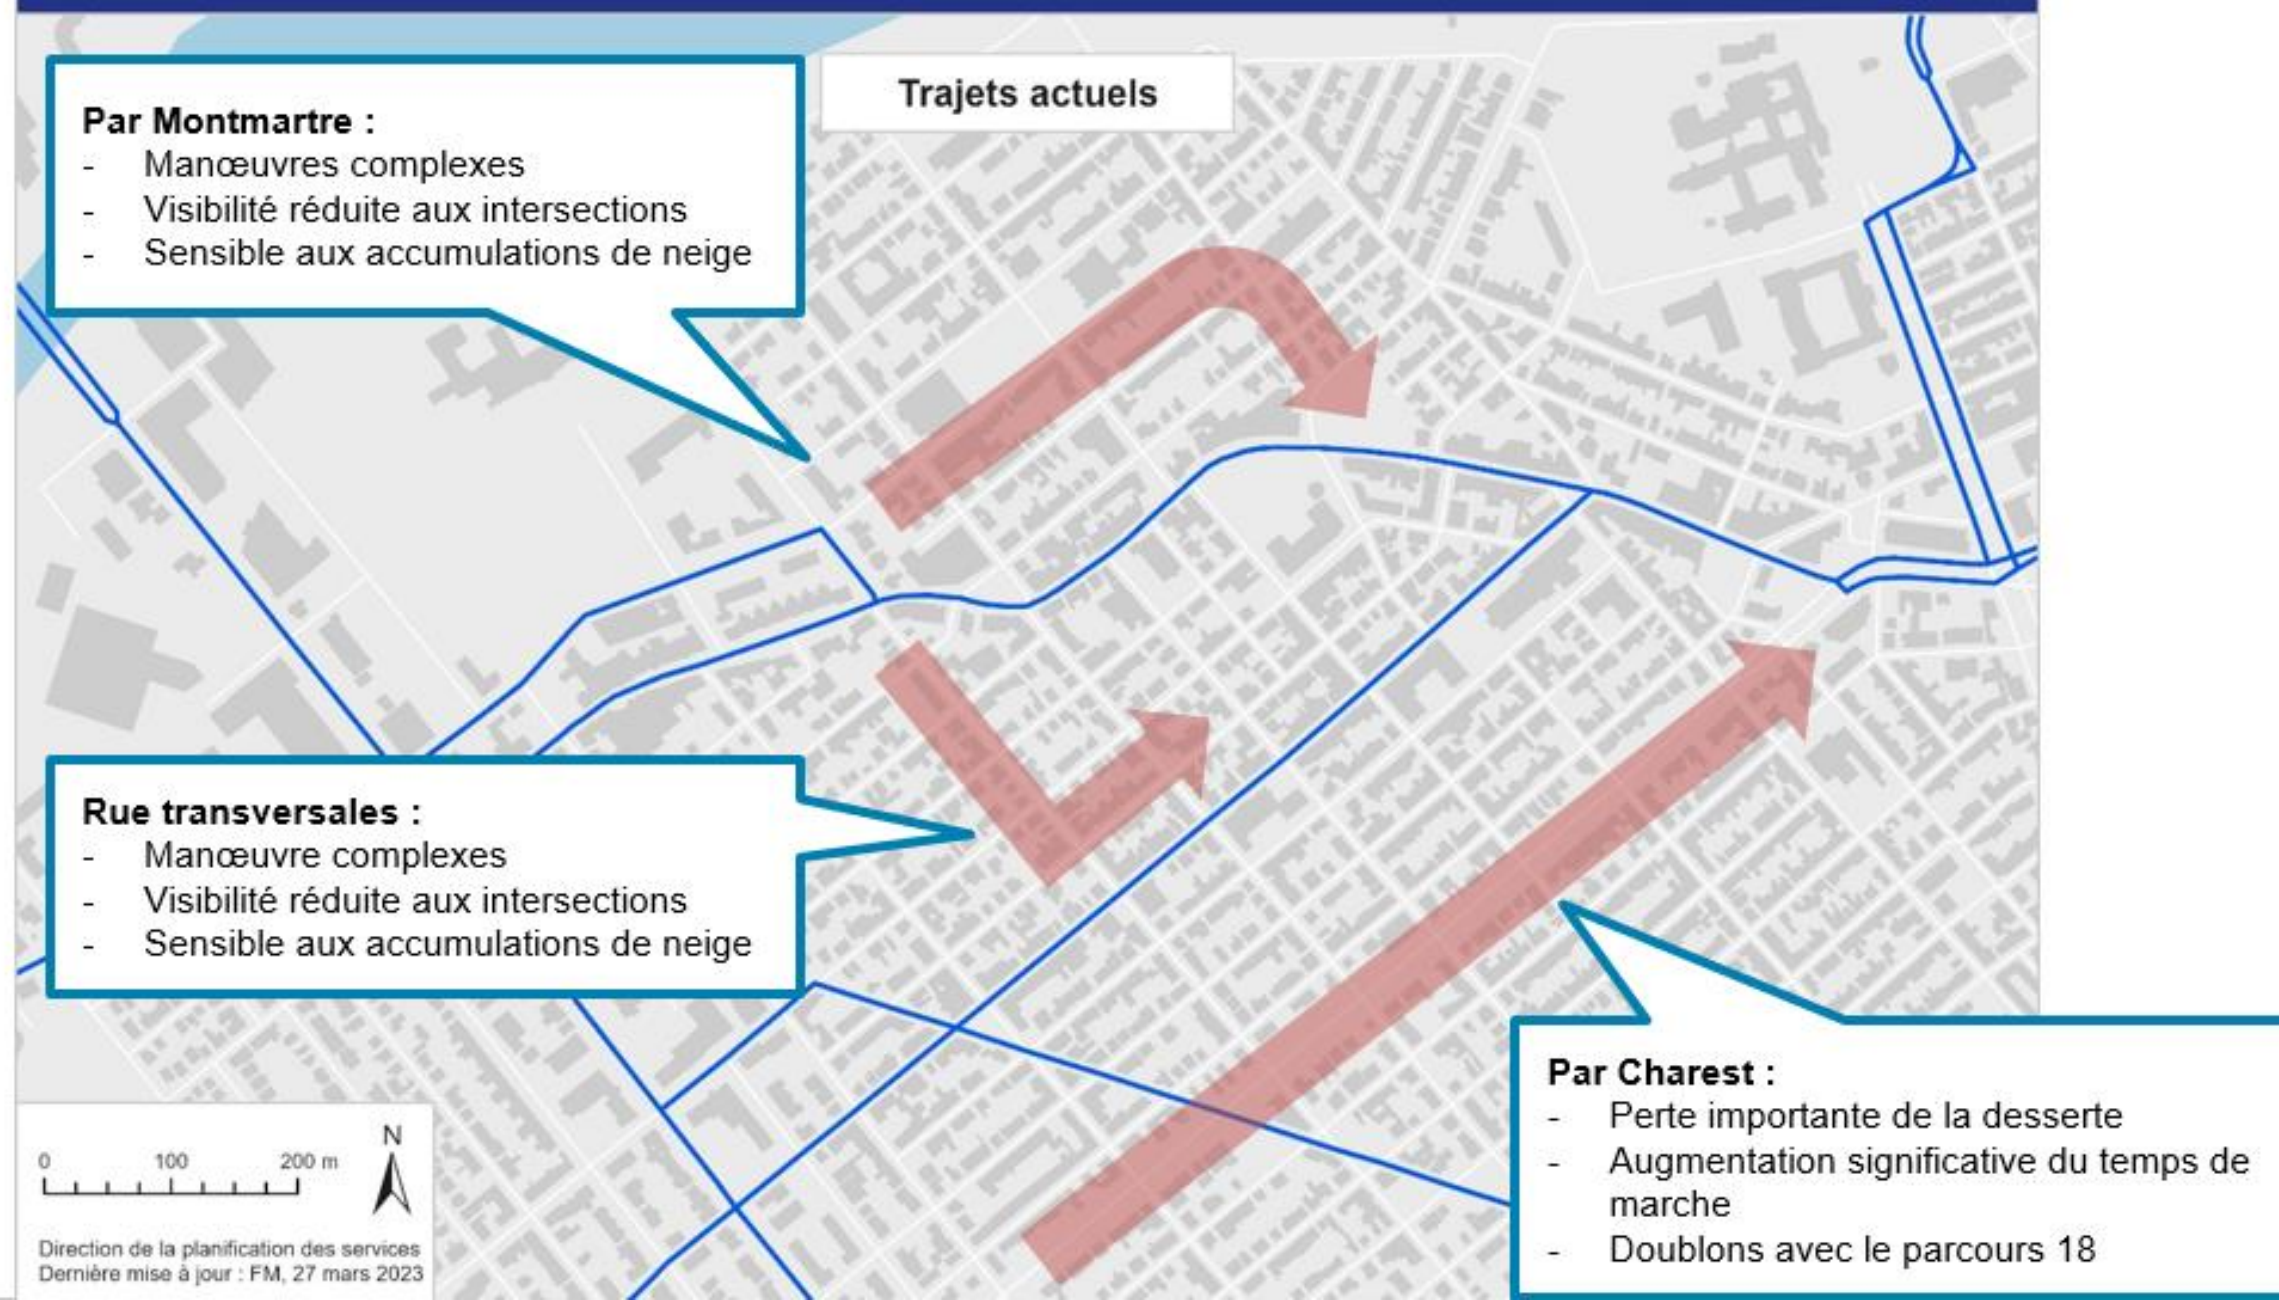 Trajets actuels
Par Montmartre :
- Manœuvres complexes
- Visibilité réduite aux intersections
- Sensible aux accumulations de neige
Rue transversales :
- Manœuvre complexes
- Visibilité réduite aux intersections
- Sensible aux accumulations de neige
Par Charest :
- Perte importante de la desserte
- Augmentation significative du temps de
marche
- Doublons avec le parcours 18
0 100 200 m
N
Direction de la planification des services
Dernière mise à jour : FM, 27 mars 2023